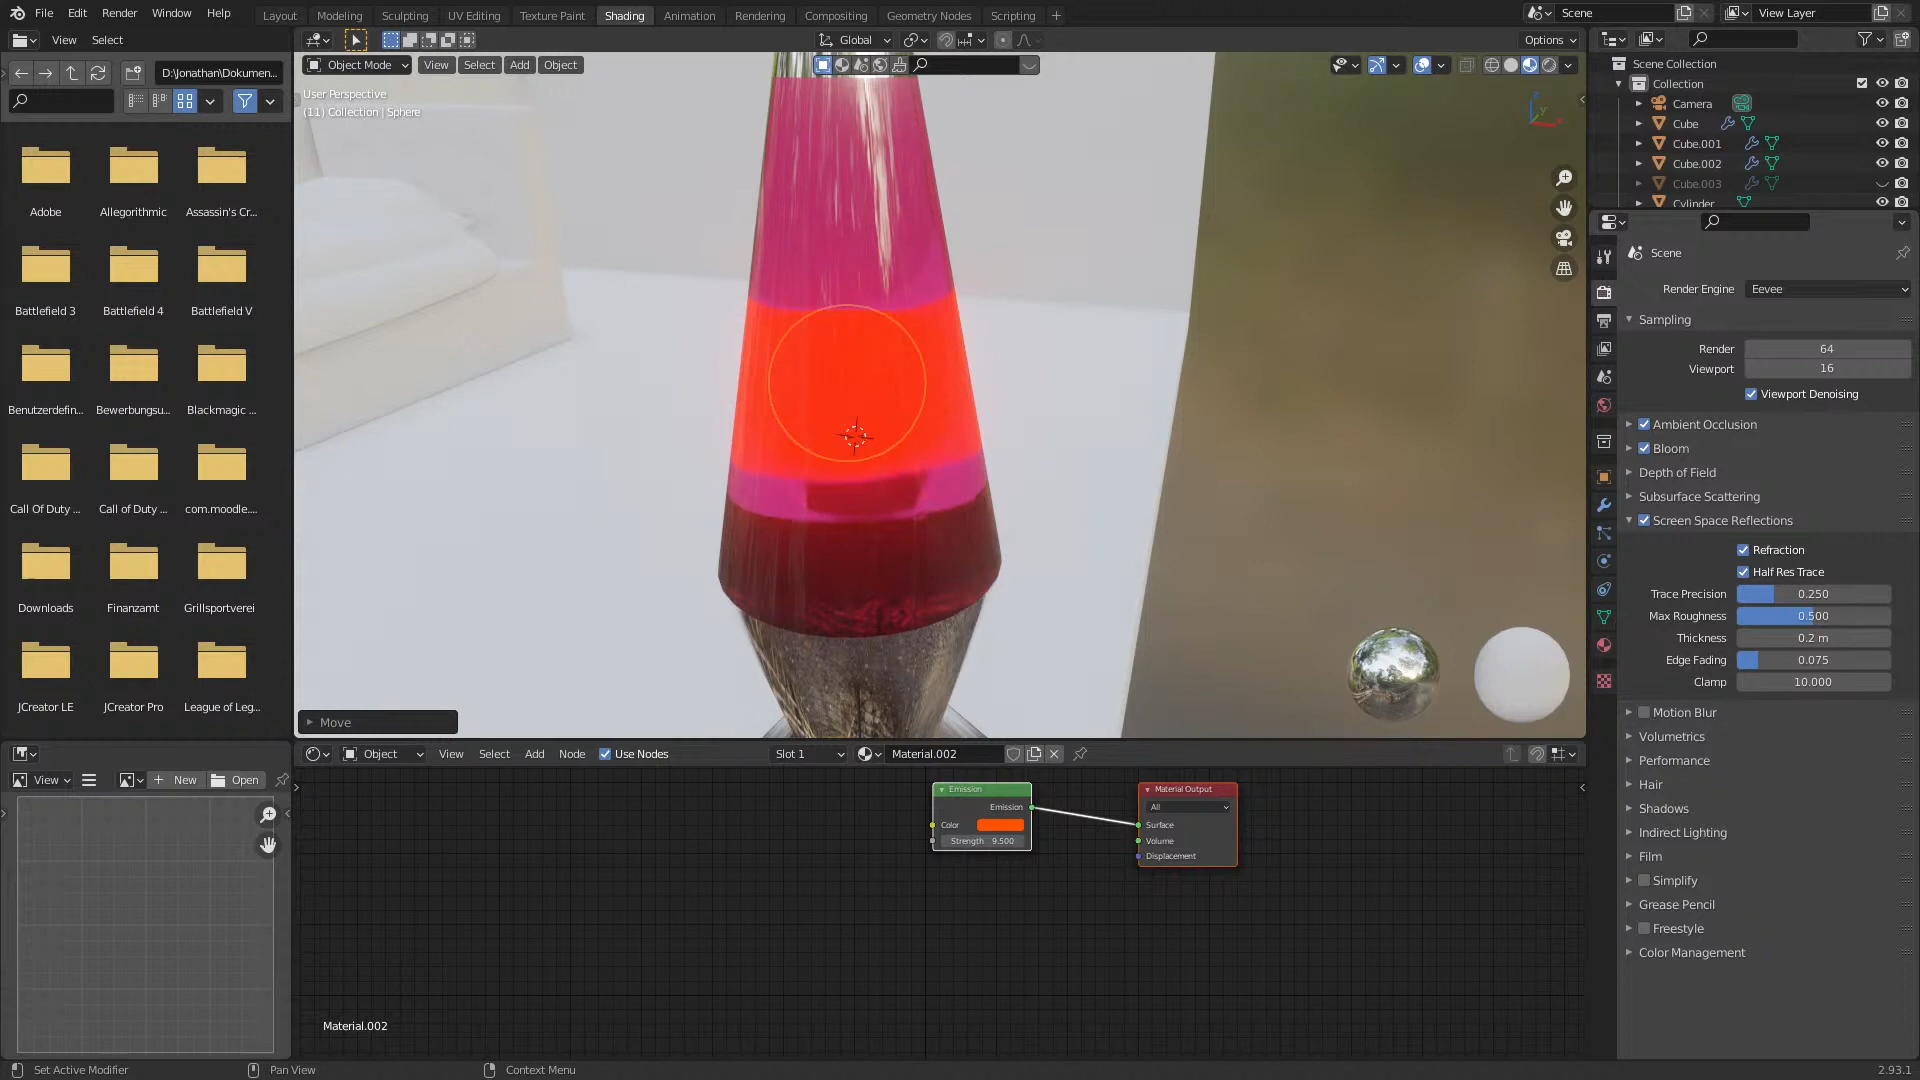 File Edit Render Window Help
Layout Modeling Sculpting UV Editing Texture Paint Shading Animation Rendering Compositing Geometry Nodes Scripting +
Scene View Layer
View Select
Global Options
D:\Jonathan\Dokumen...
Object Mode View Select Add Object
User Perspective
(11) Collection | Sphere
Adobe Allegorithmic Assassin's Cr...
Battlefield 3 Battlefield 4 Battlefield V
Benutzerdefin... Bewerbungsu... Blackmagic ...
Call Of Duty ... Call of Duty ... com.moodle....
Downloads Finanzamt Grillsportverei
JCreator LE JCreator Pro League of Leg...
Z
Y
X
Move
Scene Collection
Collection
Camera
Cube
Cube.001
Cube.002
Cube.003
Cylinder
Scene
Render Engine Eevee
Sampling
Render 64
Viewport 16
Viewport Denoising
Ambient Occlusion
Bloom
Depth of Field
Subsurface Scattering
Screen Space Reflections
Refraction
Half Res Trace
Trace Precision 0.250
Max Roughness 0.500
Thickness 0.2 m
Edge Fading 0.075
Clamp 10.000
Motion Blur
Volumetrics
Performance
Hair
Shadows
Indirect Lighting
Film
Simplify
Grease Pencil
Freestyle
Color Management
View New Open
Object View Select Add Node Use Nodes Slot 1 Material.002
Emission
Emission
Color
Strength 9.500
Material Output
All
Surface
Volume
Displacement
Material.002
Set Active Modifier Pan View Context Menu 2.93.1